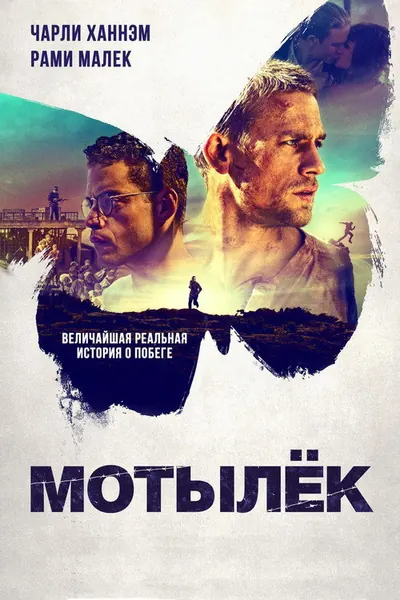 ЧАРЛИ ХАННЭМ
РАМИ МАЛЕК
ВЕЛИЧАЙШАЯ РЕАЛЬНАЯ
ИСТОРИЯ О ПОБЕГЕ
МОТЫЛЁК